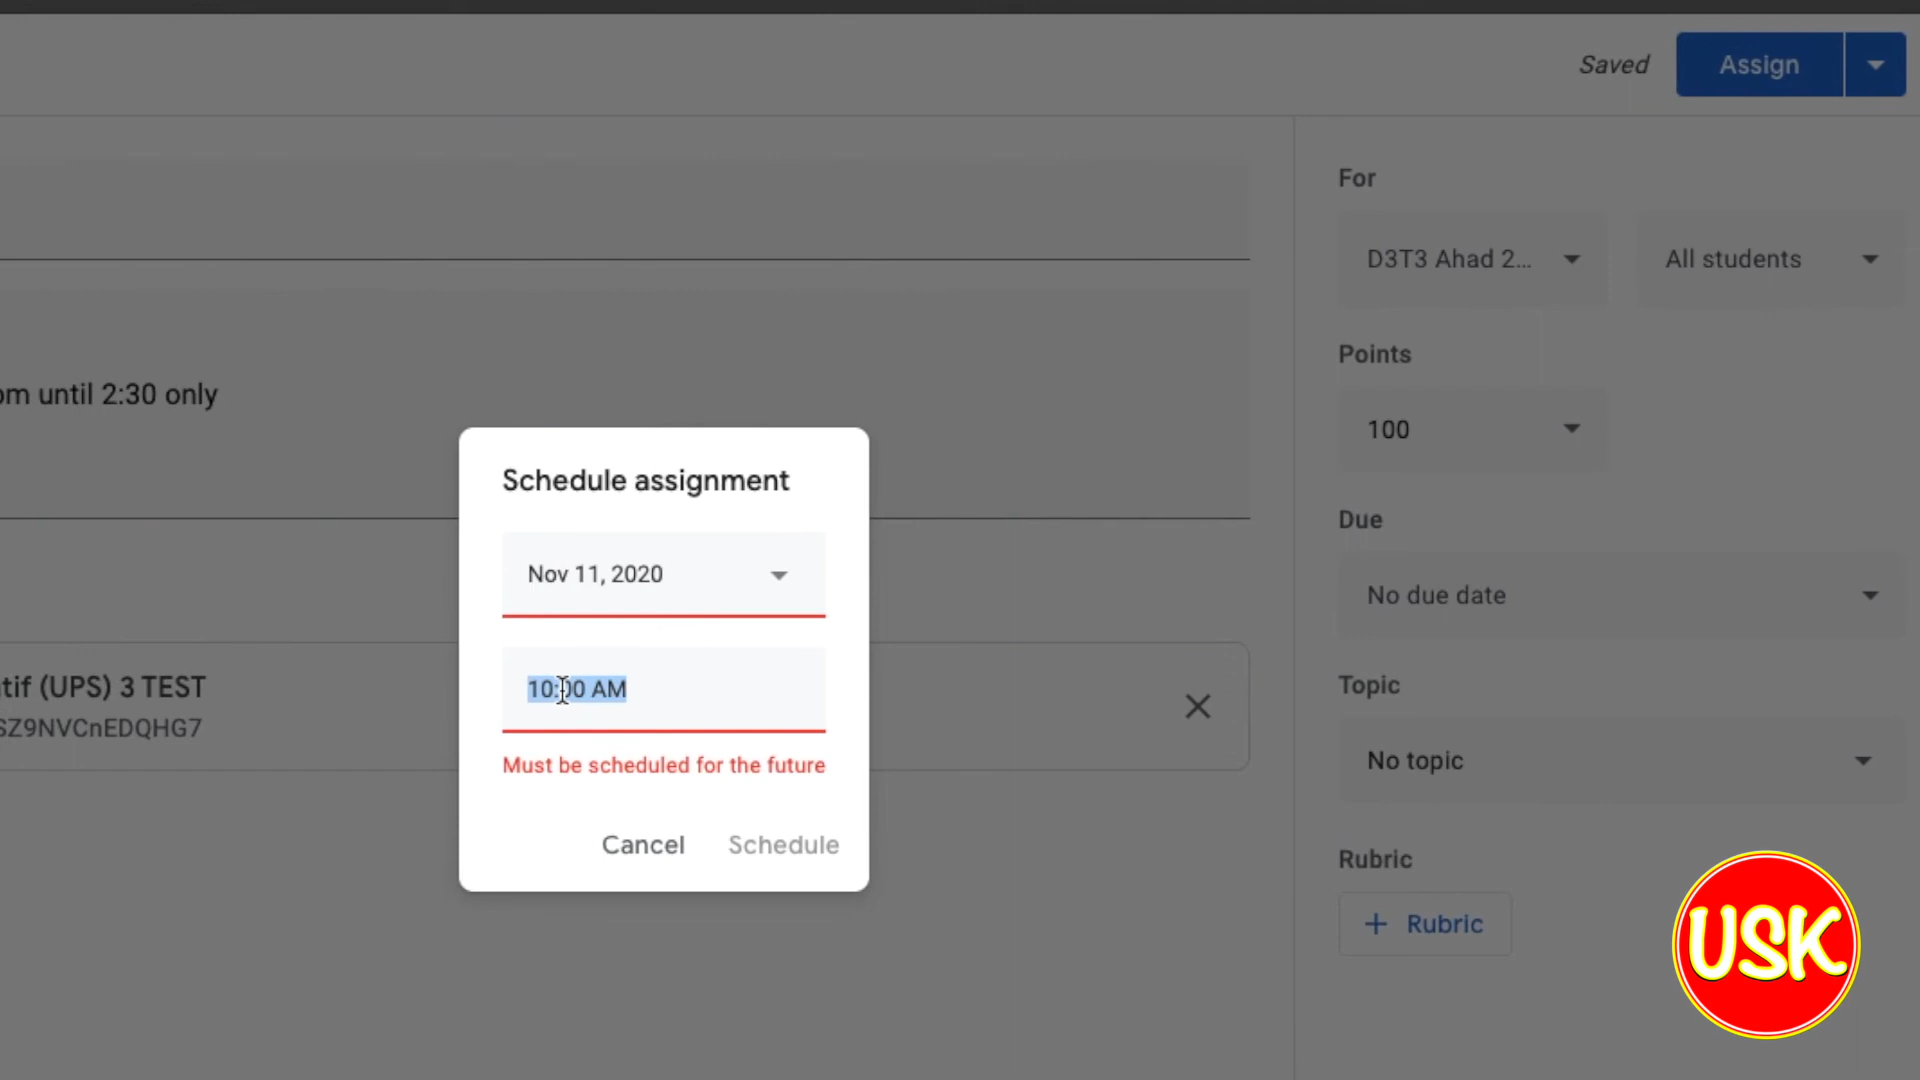 Saved
Assign
For
D3T3 Ahad 2...
All students
Points
100
om until 2:30 only
Schedule assignment
Due
Nov 11, 2020
No due date
tif (UPS) 3 TEST
SZ9NVCnEDQHG7
10:00 AM
Topic
Must be scheduled for the future
No topic
Cancel
Schedule
Rubric
+ Rubric
USK